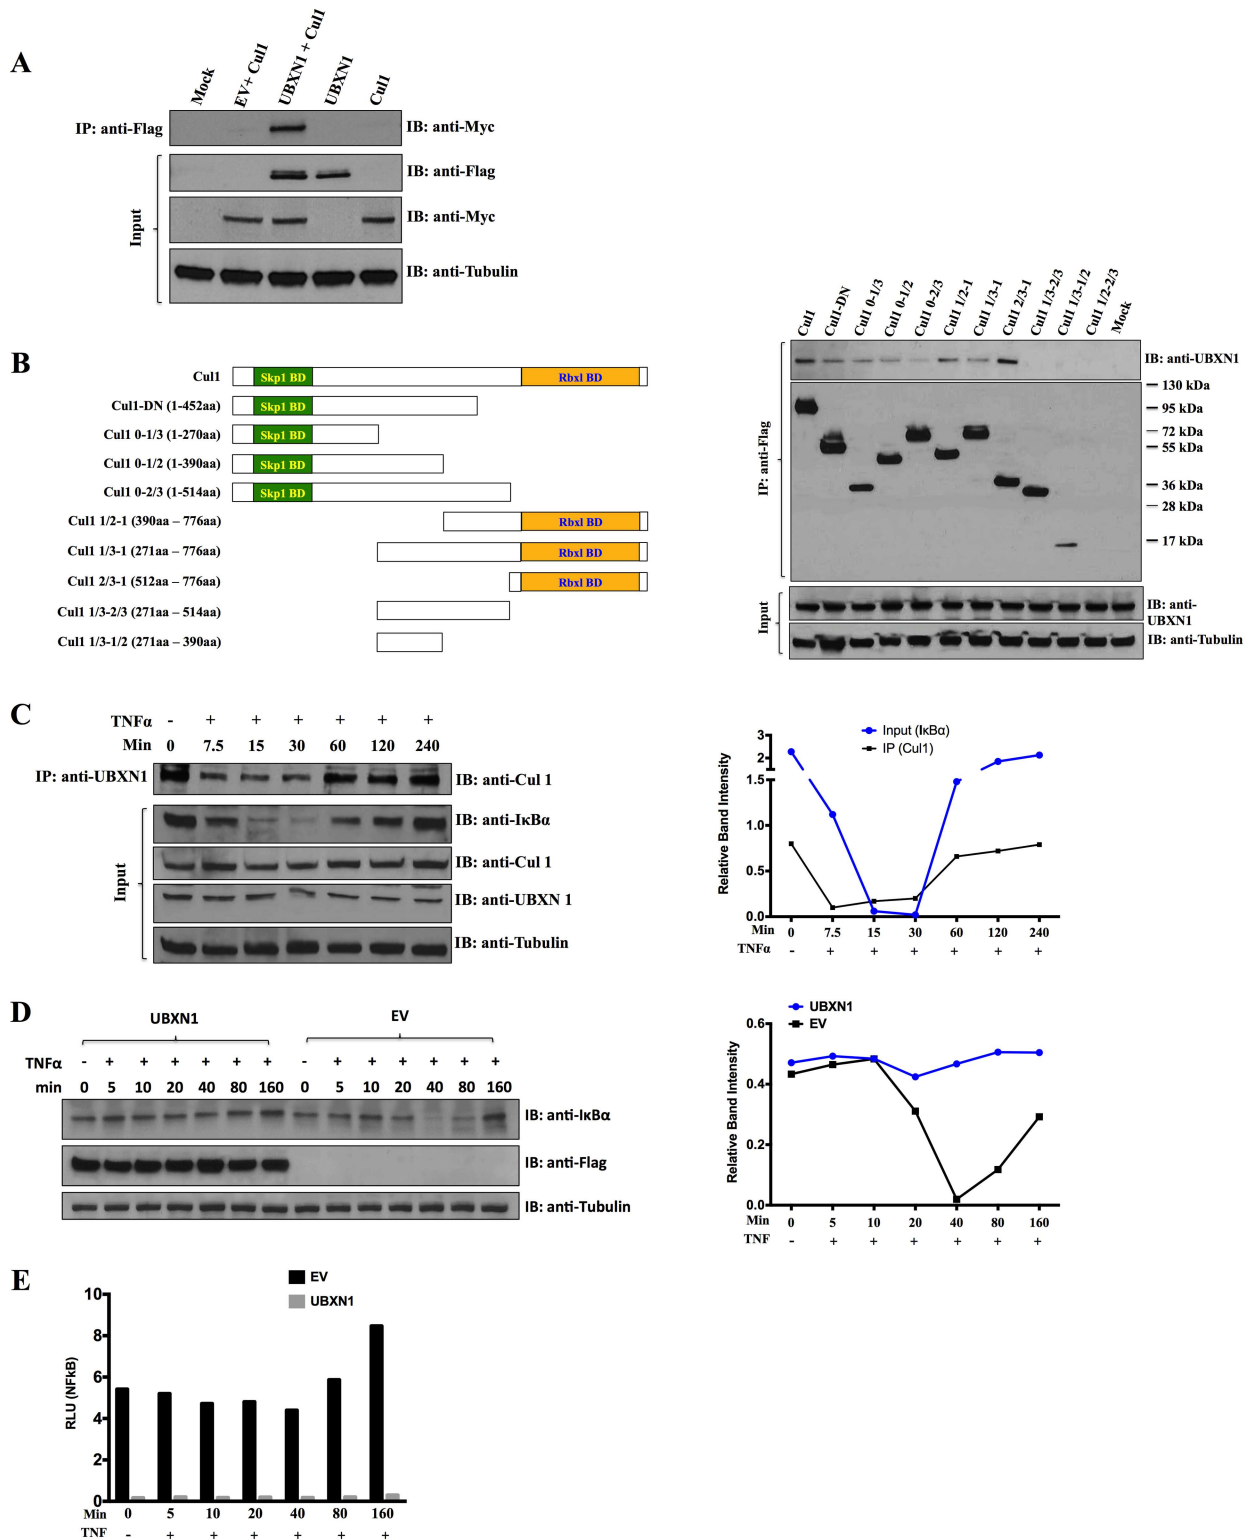 A
Mock
EV+ Cul1
UBXN1 + Cul1
UBXN1
Cul1
IP: anti-Flag
IB: anti-Myc
IB: anti-Flag
IB: anti-Myc
IB: anti-Tubulin
Input
B
Cul1
Skp1 BD
Rbxl BD
Cul1-DN (1-452aa)
Skp1 BD
Cul1 0-1/3 (1-270aa)
Skp1 BD
Cul1 0-1/2 (1-390aa)
Skp1 BD
Cul1 0-2/3 (1-514aa)
Skp1 BD
Cul1 1/2-1 (390aa – 776aa)
Rbxl BD
Cul1 1/3-1 (271aa – 776aa)
Rbxl BD
Cul1 2/3-1 (512aa – 776aa)
Rbxl BD
Cul1 1/3-2/3 (271aa – 514aa)
Cul1 1/3-1/2 (271aa – 390aa)
Cul1
Cul1-DN
Cul1 0-1/3
Cul1 0-1/2
Cul1 0-2/3
Cul1 1/2-1
Cul1 1/3-1
Cul1 2/3-1
Cul1 1/3-2/3
Cul1 1/3-1/2
Cul1 1/2-2/3
Mock
IB: anti-UBXN1
130 kDa
95 kDa
72 kDa
55 kDa
36 kDa
28 kDa
17 kDa
IP: anti-Flag
IB: anti-
UBXN1
IB: anti-Tubulin
Input
C
TNFα - + + + + + +
Min 0 7.5 15 30 60 120 240
IP: anti-UBXN1
IB: anti-Cul 1
IB: anti-IκBα
IB: anti-Cul 1
IB: anti-UBXN 1
IB: anti-Tubulin
Input
Input (IκBα)
IP (Cul1)
Relative Band Intensity
3
2
1.5
1.0
0.5
0.0
Min 0 7.5 15 30 60 120 240
TNFα - + + + + + +
D
UBXN1
EV
TNFα - + + + + + + - + + + + + +
min 0 5 10 20 40 80 160 0 5 10 20 40 80 160
IB: anti-IκBα
IB: anti-Flag
IB: anti-Tubulin
UBXN1
EV
Relative Band Intensity
0.6
0.4
0.2
0.0
Min 0 5 10 20 40 80 160
TNF - + + + + + +
E
EV
UBXN1
RLU (NFkB)
10
8
6
4
2
0
Min 0 5 10 20 40 80 160
TNF - + + + + + +